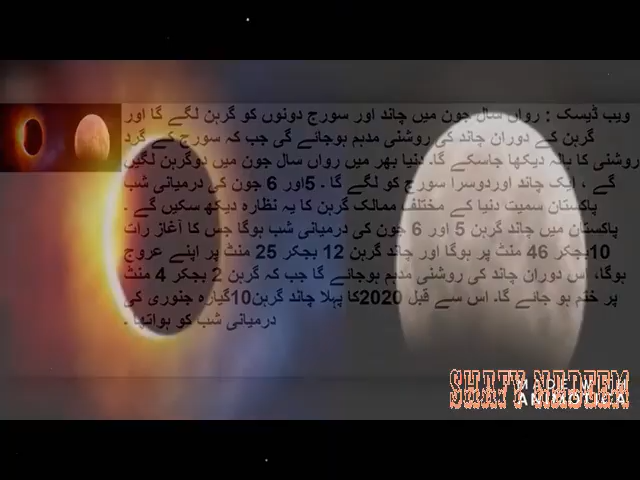 ویب ڈیسک : رواں سال جون میں چاند اور سورج دونوں کو گرہن لگے گا اور
گرہن کے دوران چاند کی روشنی مدہم ہوجائے گی جب کہ سورج کے گرد
روشنی کا ہالہ دیکھا جاسکے گا۔ دنیا بھر میں رواں سال جون میں دوگرہن لگیں
گے ، ایک چاند اوردوسرا سورج کو لگے گا ۔ 5اور 6 جون کی درمیانی شب
پاکستان سمیت دنیا کے مختلف ممالک گرہن کا یہ نظارہ دیکھ سکیں گے ۔
پاکستان میں چاند گرہن 5 اور 6 جون کی درمیانی شب ہوگا جس کا آغاز رات
10بجکر 46 منٹ پر ہوگا اور چاند گرہن 12 بجکر 25 منٹ پر اپنے عروج
ہوگا، اس دوران چاند کی روشنی مدہم ہوجائے گا جب کہ گرہن 2 بجکر 4 منٹ
پر ختم ہو جائے گا۔ اس سے قبل 2020کا پہلا چاند گرہن10گیارہ جنوری کی
درمیانی شب کو ہواتھا ۔
SHAFY NADEEM
MADE WITH
ANIMOTICA